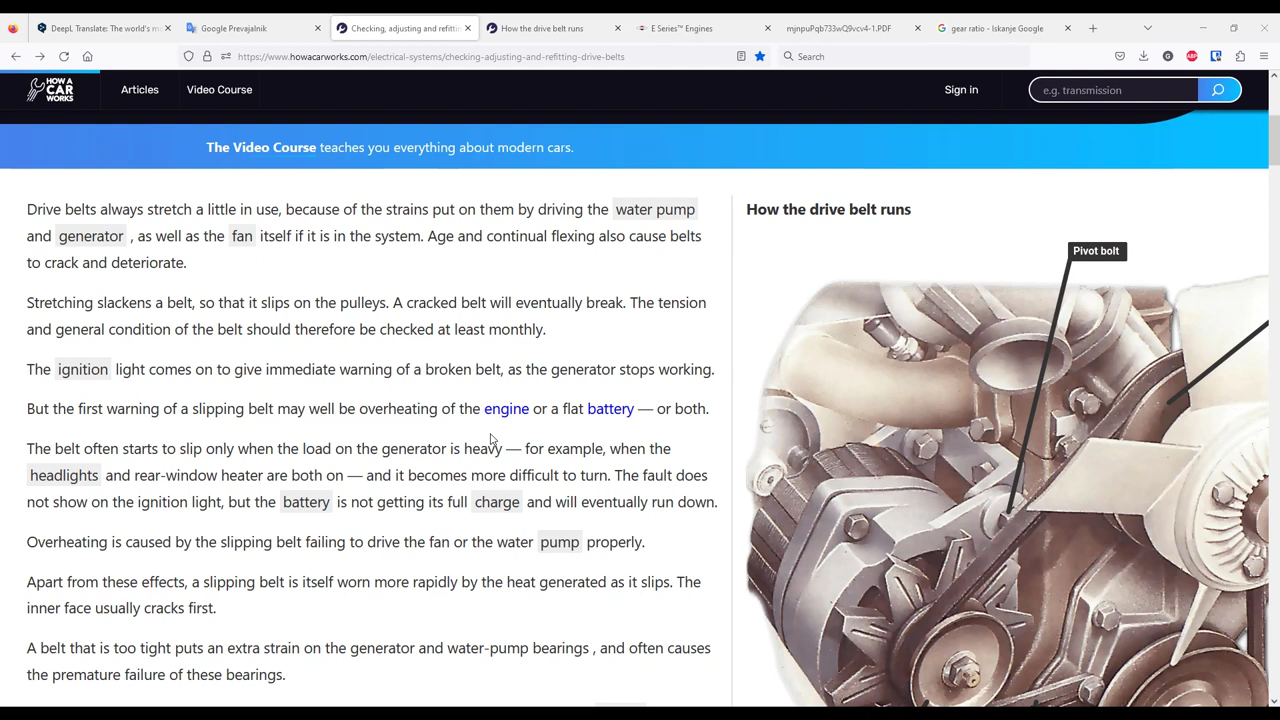 DeepL Translate: The world's m
Google Prevajalnik
Checking, adjusting and refittin
How the drive belt runs
E Series™ Engines
mjnpuPqb733wQ9vcv4-1.PDF
gear ratio - Iskanje Google
https://www.howacarworks.com/electrical-systems/checking-adjusting-and-refitting-drive-belts
Search
HOW A
CAR
WORKS
Articles
Video Course
Sign in
e.g. transmission
The Video Course teaches you everything about modern cars.
Drive belts always stretch a little in use, because of the strains put on them by driving the water pump
and generator , as well as the fan itself if it is in the system. Age and continual flexing also cause belts
to crack and deteriorate.
Stretching slackens a belt, so that it slips on the pulleys. A cracked belt will eventually break. The tension
and general condition of the belt should therefore be checked at least monthly.
The ignition light comes on to give immediate warning of a broken belt, as the generator stops working.
But the first warning of a slipping belt may well be overheating of the engine or a flat battery — or both.
The belt often starts to slip only when the load on the generator is heavy — for example, when the
headlights and rear-window heater are both on — and it becomes more difficult to turn. The fault does
not show on the ignition light, but the battery is not getting its full charge and will eventually run down.
Overheating is caused by the slipping belt failing to drive the fan or the water pump properly.
Apart from these effects, a slipping belt is itself worn more rapidly by the heat generated as it slips. The
inner face usually cracks first.
A belt that is too tight puts an extra strain on the generator and water-pump bearings , and often causes
the premature failure of these bearings.
How the drive belt runs
Pivot bolt